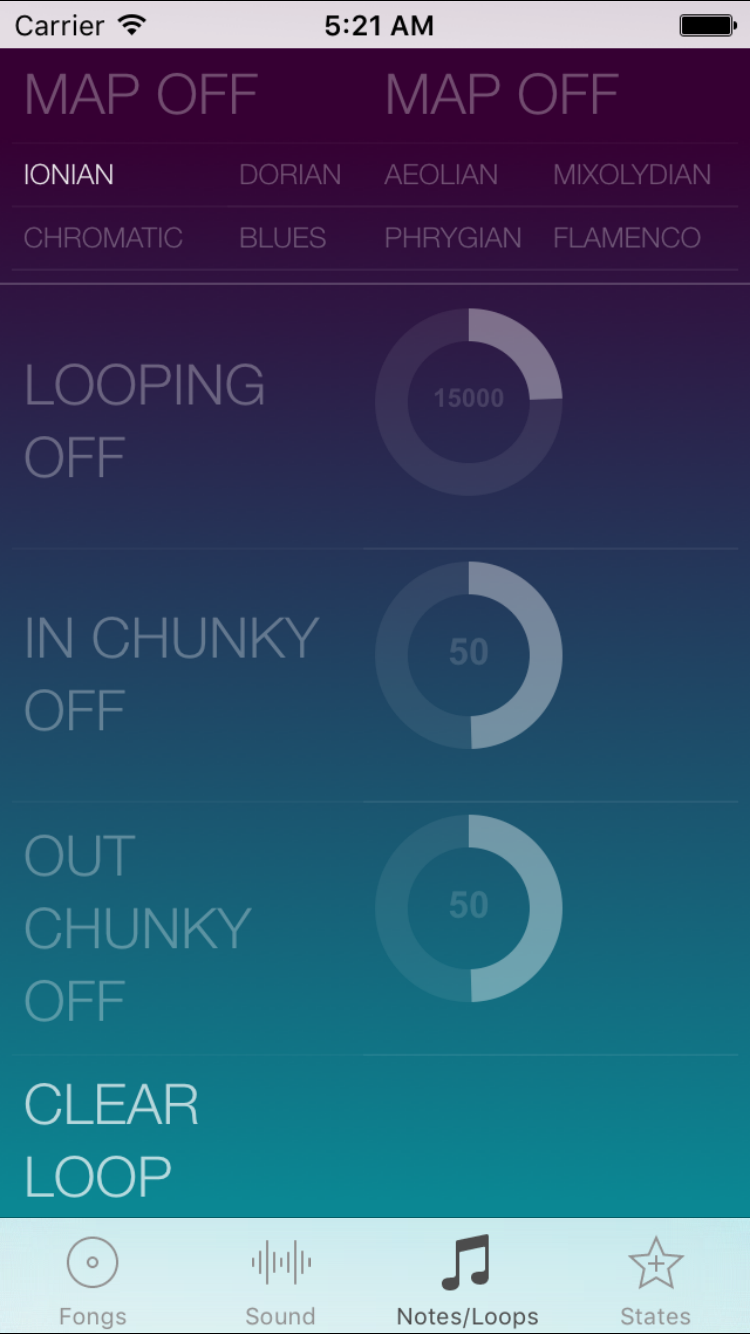 Carrier 5:21 AM
MAP OFF MAP OFF
IONIAN DORIAN AEOLIAN MIXOLYDIAN
CHROMATIC BLUES PHRYGIAN FLAMENCO
LOOPING
OFF
15000
IN CHUNKY
OFF
50
OUT
CHUNKY
OFF
50
CLEAR
LOOP
Fongs Sound Notes/Loops States